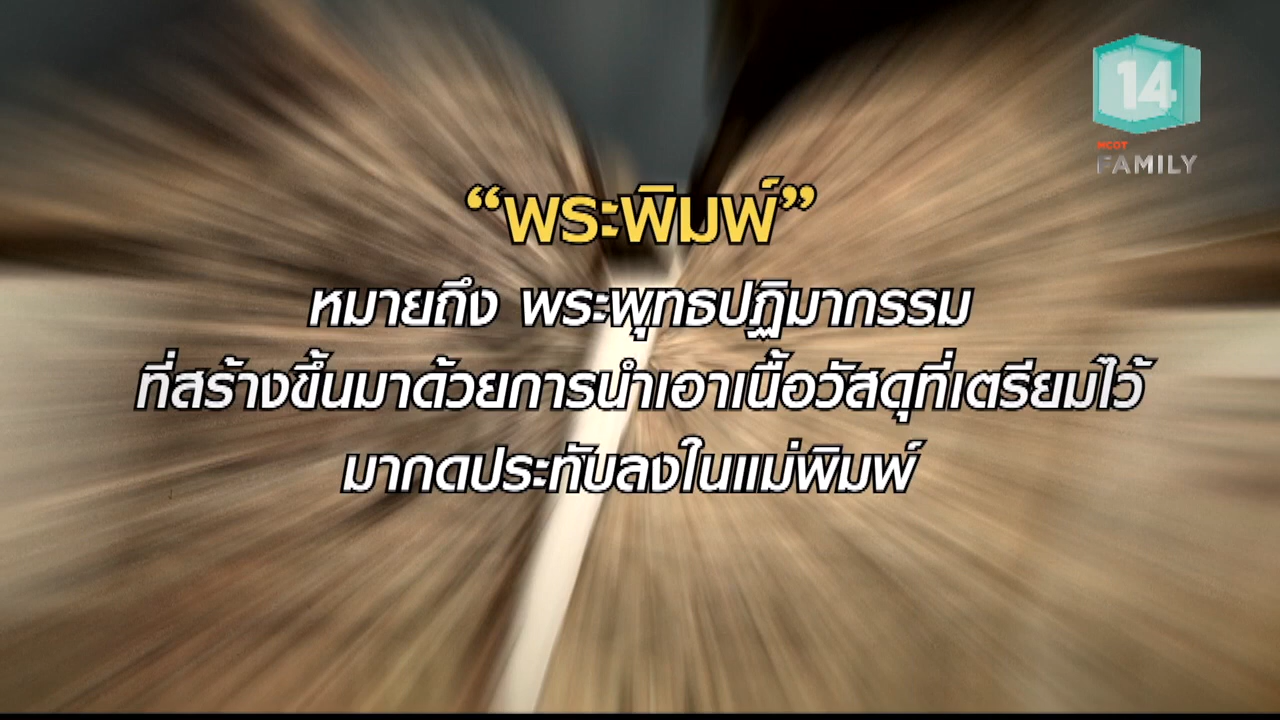 14
MCOT
FAMILY
“พระพิมพ์”
หมายถึง พระพุทธปฏิมากรรม
ที่สร้างขึ้นมาด้วยการนำเอาเนื้อวัสดุที่เตรียมไว้
มากดประทับลงในแม่พิมพ์